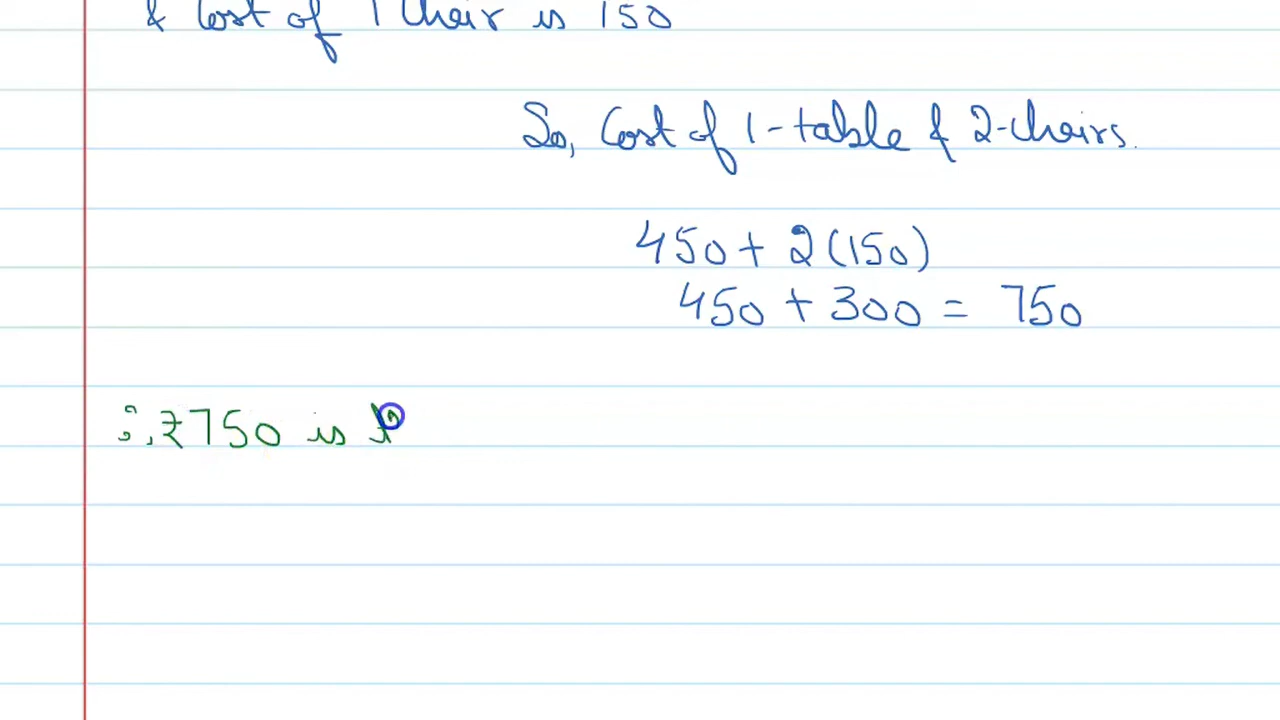 & Cost of 1 Chair is 150
So, Cost of 1-table & 2-chairs.
450 + 2(150)
450 + 300 = 750
∴, ₹750 is